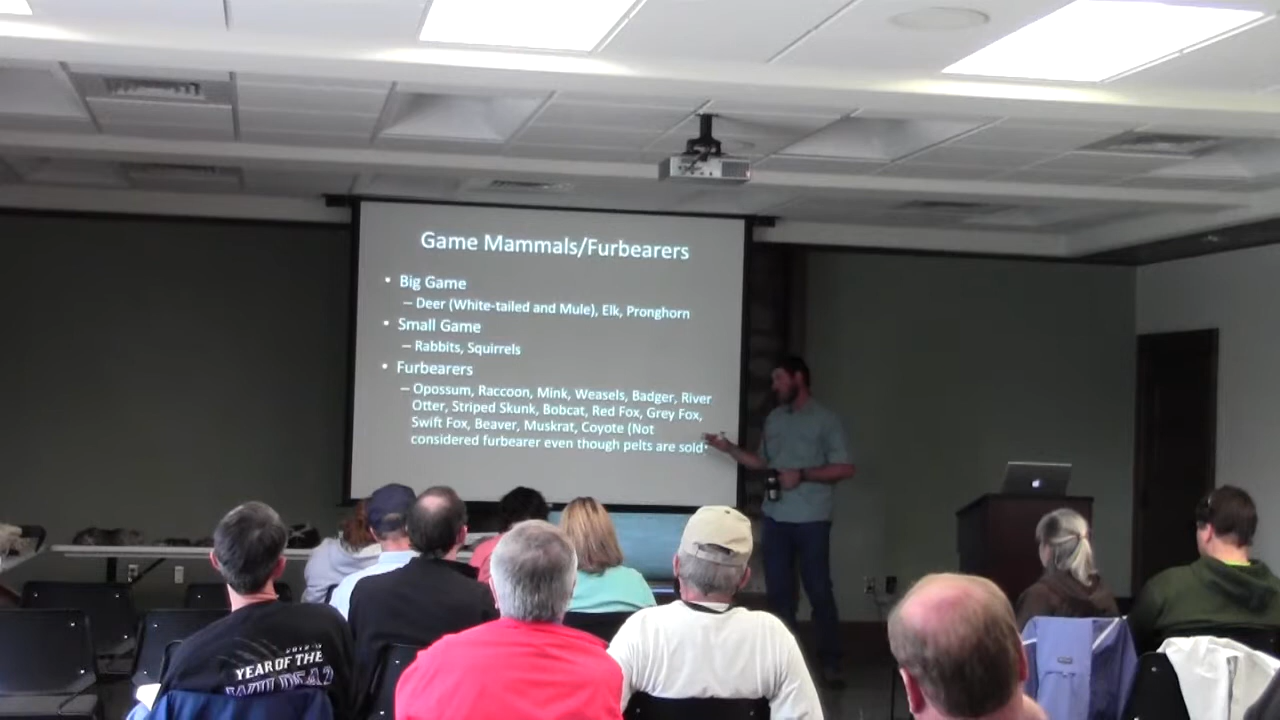 Game Mammals/Furbearers
• Big Game
– Deer (White-tailed and Mule), Elk, Pronghorn
• Small Game
– Rabbits, Squirrels
• Furbearers
– Opossum, Raccoon, Mink, Weasels, Badger, River
Otter, Striped Skunk, Bobcat, Red Fox, Grey Fox,
Swift Fox, Beaver, Muskrat, Coyote (Not
considered furbearer even though pelts are sold
YEAR OF THE